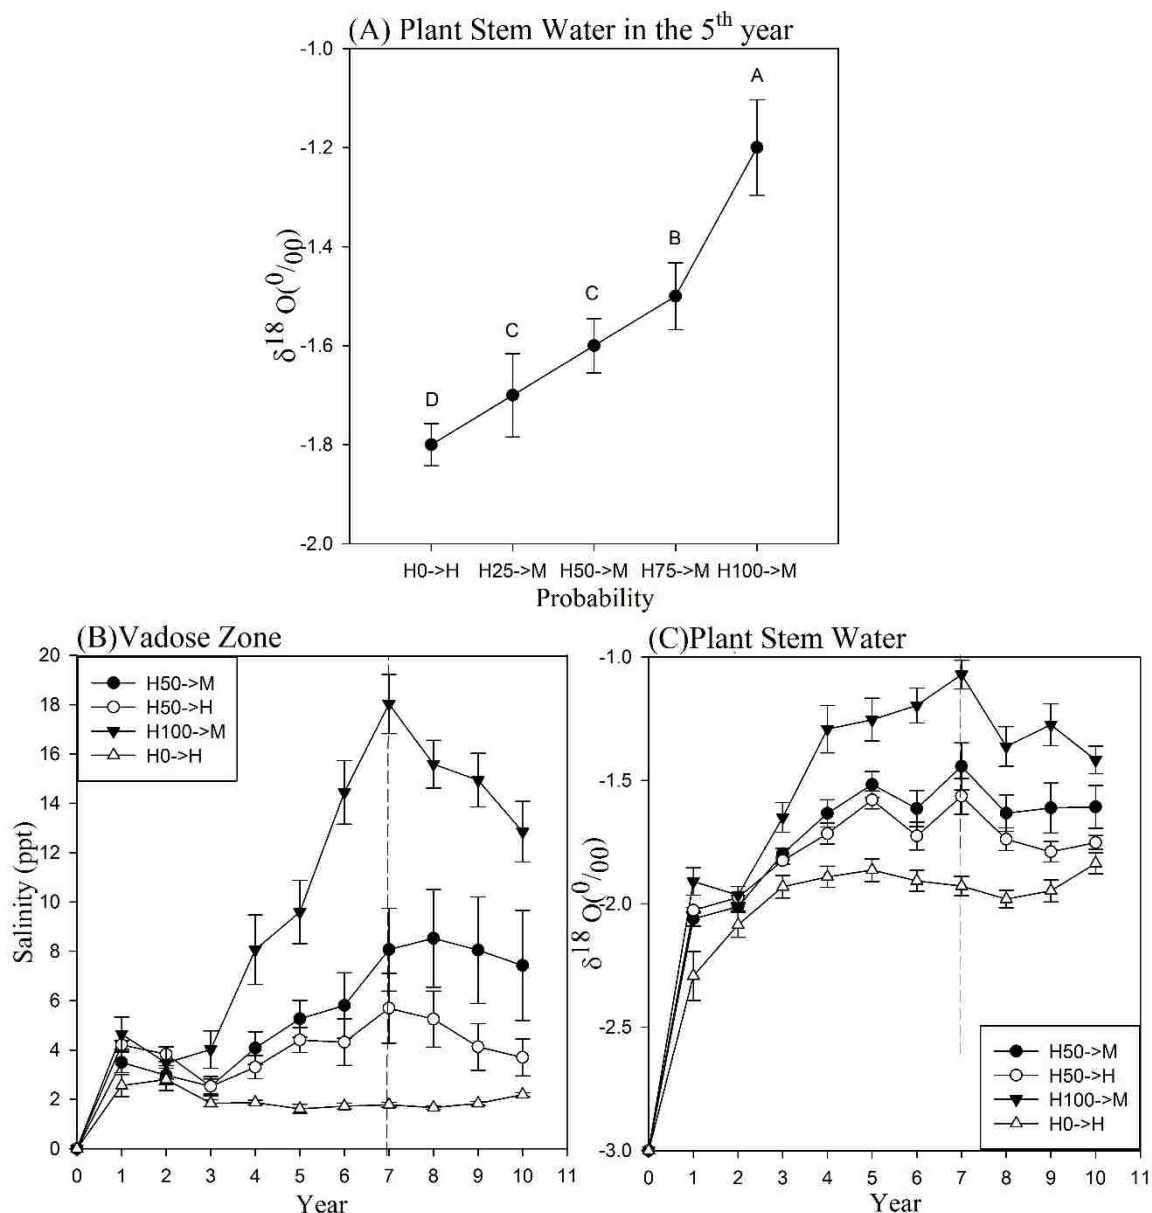 (A) Plant Stem Water in the 5th year
-1.0
-1.2
-1.4
-1.6
-1.8
-2.0
δ18 O(0/00)
A
B
C
C
D
H0->H H25->M H50->M H75->M H100->M
Probability
(B)Vadose Zone
20
18
16
14
12
10
8
6
4
2
0
Salinity (ppt)
H50->M
H50->H
H100->M
H0->H
0 1 2 3 4 5 6 7 8 9 10 11
Year
(C)Plant Stem Water
-1.0
-1.5
-2.0
-2.5
-3.0
δ18 O(0/00)
H50->M
H50->H
H100->M
H0->H
0 1 2 3 4 5 6 7 8 9 10 11
Year